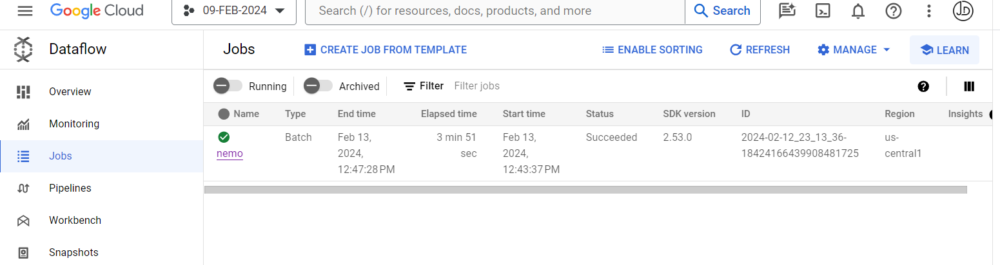 Google Cloud
09-FEB-2024
Search (/) for resources, docs, products, and more
Search
JD
Dataflow
Jobs
CREATE JOB FROM TEMPLATE
ENABLE SORTING
REFRESH
MANAGE
LEARN
Overview
Monitoring
Jobs
Pipelines
Workbench
Snapshots
Running
Archived
Filter
Filter jobs
Name
Type
End time
Elapsed time
Start time
Status
SDK version
ID
Region
Insights
nemo
Batch
Feb 13,
2024,
12:47:28 PM
3 min 51
sec
Feb 13,
2024,
12:43:37 PM
Succeeded
2.53.0
2024-02-12_23_13_36-
18424166439908481725
us-
central1